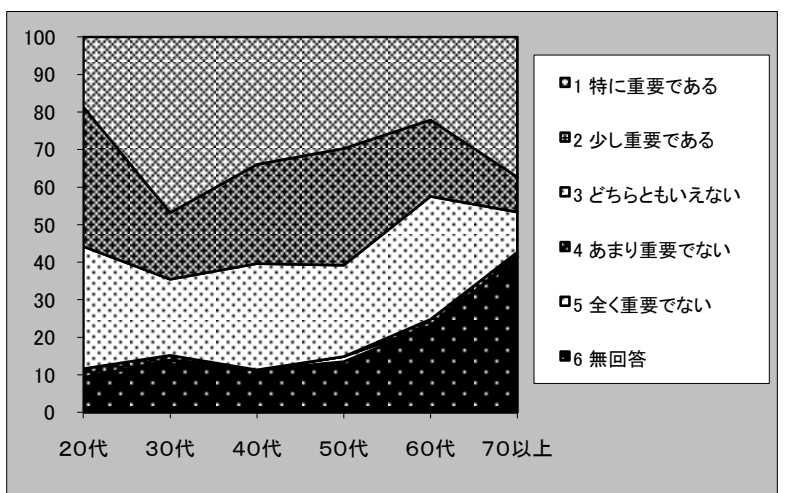 100
90
80
70
60
50
40
30
20
10
0
20代 30代 40代 50代 60代 70以上
1 特に重要である
2 少し重要である
3 どちらともいえない
4 あまり重要でない
5 全く重要でない
6 無回答